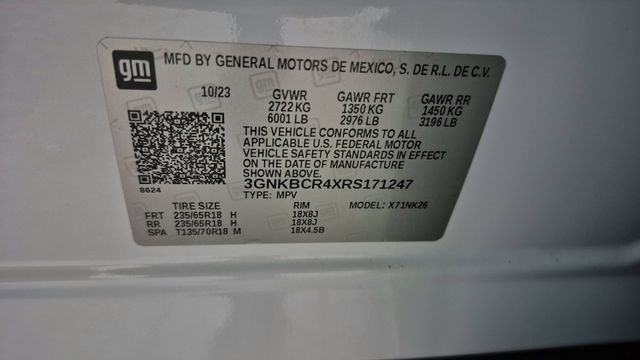 gm
MFD BY GENERAL MOTORS DE MEXICO, S. DE R.L. DE C.V.
10/23 GVWR GAWR FRT GAWR RR
2722 KG 1350 KG 1450 KG
6001 LB 2976 LB 3196 LB
THIS VEHICLE CONFORMS TO ALL
APPLICABLE U.S. FEDERAL MOTOR
VEHICLE SAFETY STANDARDS IN EFFECT
ON THE DATE OF MANUFACTURE
SHOWN ABOVE.
8624 3GNKBCR4XRS171247
TYPE: MPV MODEL: X71NK26
TIRE SIZE RIM
FRT 235/65R18 H 18X8J
RR 235/65R18 H 18X8J
SPA T135/70R18 M 18X4.5B